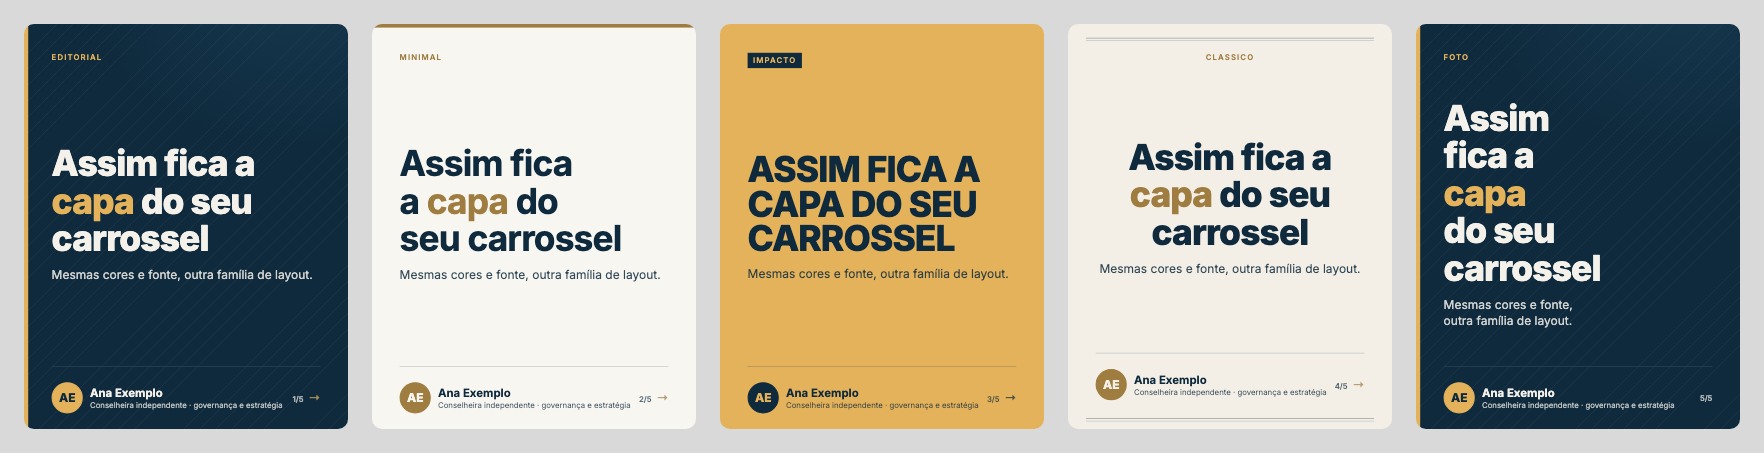 EDITORIAL
Assim fica a
capa do seu
carrossel
Mesmas cores e fonte, outra família de layout.
AE
Ana Exemplo
Conselheira independente · governança e estratégia
1/5 →
MINIMAL
Assim fica
a capa do
seu carrossel
Mesmas cores e fonte, outra família de layout.
AE
Ana Exemplo
Conselheira independente · governança e estratégia
2/5 →
IMPACTO
ASSIM FICA A
CAPA DO SEU
CARROSSEL
Mesmas cores e fonte, outra família de layout.
AE
Ana Exemplo
Conselheira independente · governança e estratégia
3/5 →
CLASSICO
Assim fica a
capa do seu
carrossel
Mesmas cores e fonte, outra família de layout.
AE
Ana Exemplo
Conselheira independente · governança e estratégia
4/5 →
FOTO
Assim
fica a
capa
do seu
carrossel
Mesmas cores e fonte,
outra família de layout.
AE
Ana Exemplo
Conselheira independente · governança e estratégia
5/5